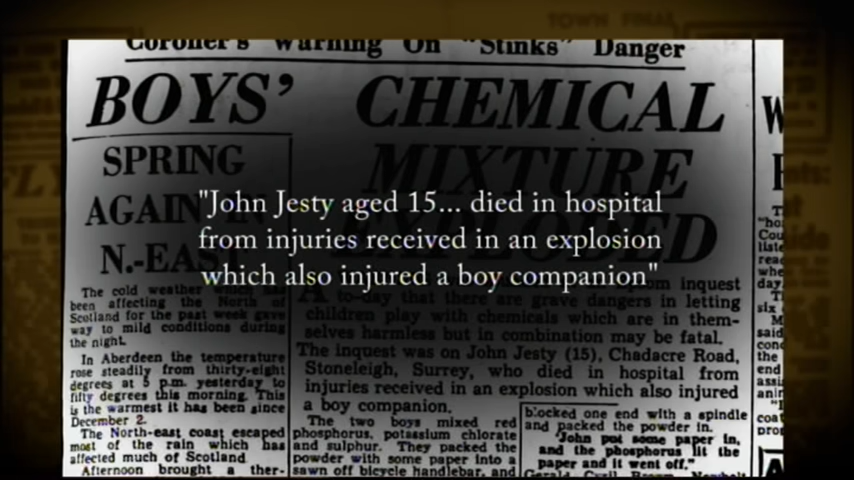 TOWN FINAL
Coroner's Warning On "Stinks" Danger
BOYS' CHEMICAL
MIXTURE
EXPLODED
SPRING
AGAIN IN
N.-EAST
"John Jesty aged 15... died in hospital
from injuries received in an explosion
which also injured a boy companion"
The cold weather which has
been affecting the North of
Scotland for the past week gave
way to mild conditions during
the night.
In Aberdeen the temperature
rose steadily from thirty-eight
degrees at 5 p.m. yesterday to
fifty degrees this morning. This
is the warmest it has been since
December 2.
The North-east coast escaped
most of the rain which has
affected much of Scotland
Afternoon brought a ther-
inquest
to-day that there are grave dangers in letting
children play with chemicals which are in them-
selves harmless but in combination may be fatal.
The inquest was on John Jesty (15), Chadacre Road,
Stoneleigh, Surrey, who died in hospital from
injuries received in an explosion which also injured
a boy companion.
The two boys mixed red
phosphorus, potassium chlorate
and sulphur. They packed the
powder with some paper into a
sawn off bicycle handlebar, and
blocked one end with a spindle
and packed the powder in.
"John put some paper in,
and the phosphorus lit the
paper and it went off."